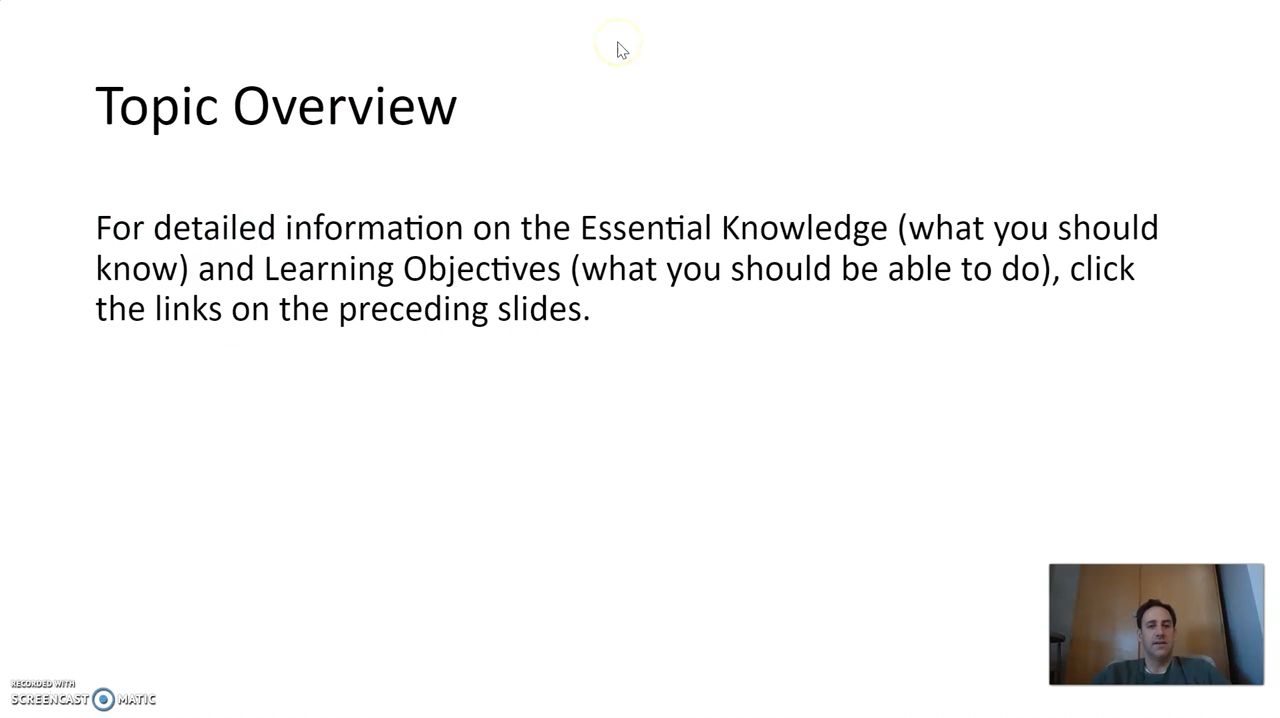 Topic Overview
For detailed information on the Essential Knowledge (what you should
know) and Learning Objectives (what you should be able to do), click
the links on the preceding slides.
RECORDED WITH
SCREENCAST MATIC